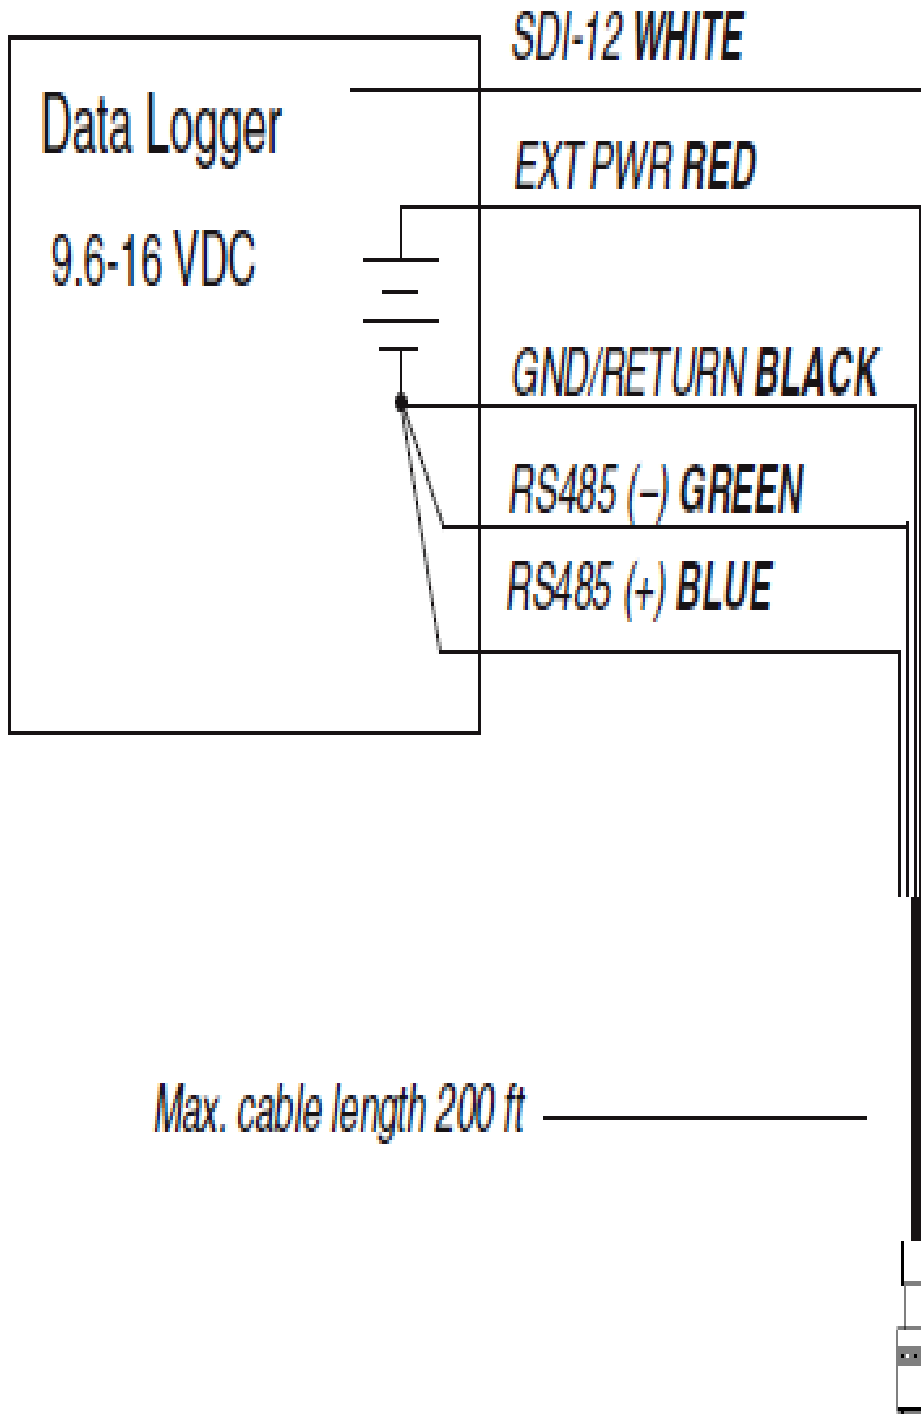 SDI-12 WHITE
Data Logger
EXT PWR RED
9.6-16 VDC
GND/RETURN BLACK
RS485 (–) GREEN
RS485 (+) BLUE
Max. cable length 200 ft